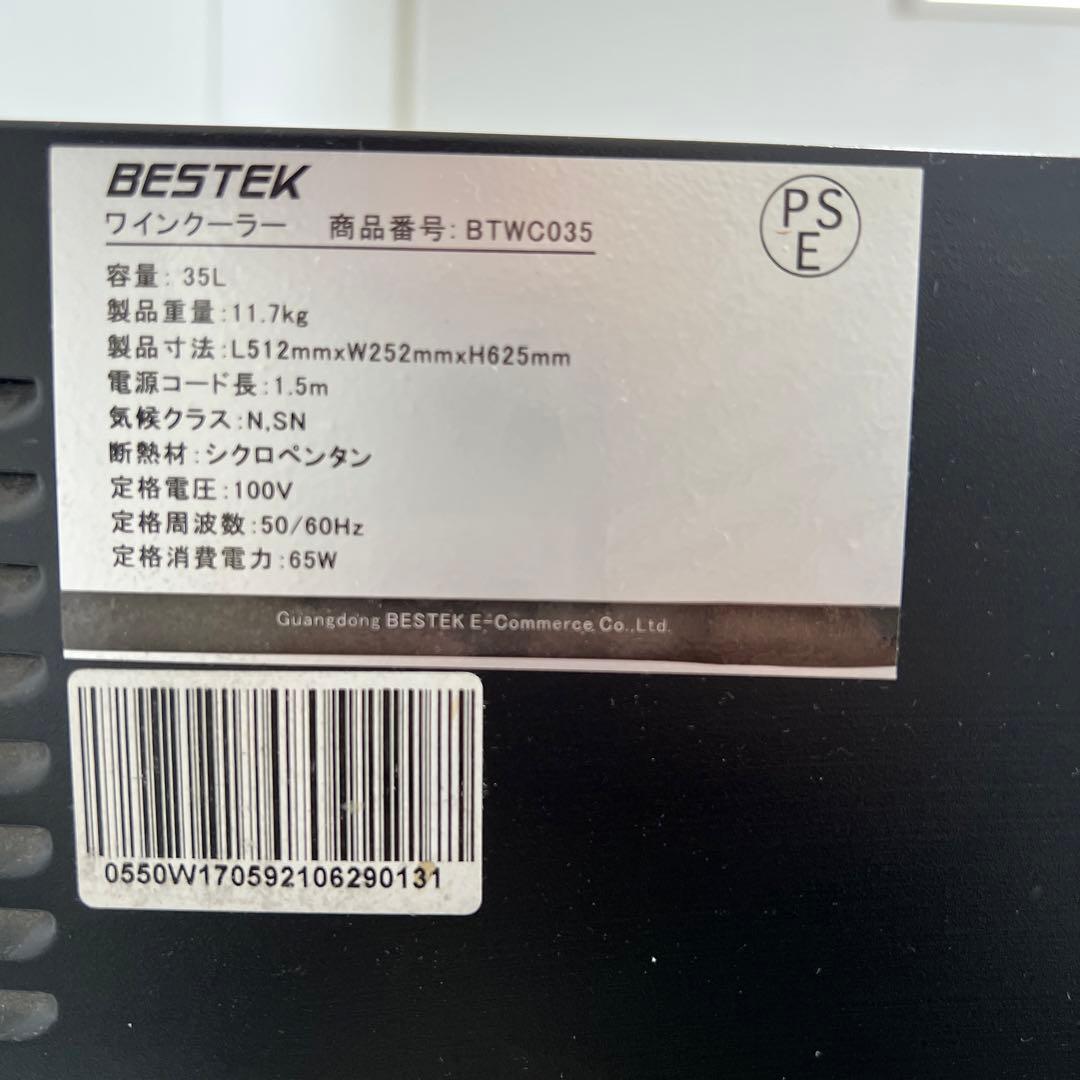 BESTEK
ワインクーラー 商品番号: BTWC035
PS
E
容量: 35L
製品重量:11.7kg
製品寸法:L512mmxW252mmxH625mm
電源コード長:1.5m
気候クラス:N,SN
断熱材:シクロペンタン
定格電圧:100V
定格周波数:50/60Hz
定格消費電力:65W
Guangdong BESTEK E-Commerce Co.,Ltd.
0550W170592106290131